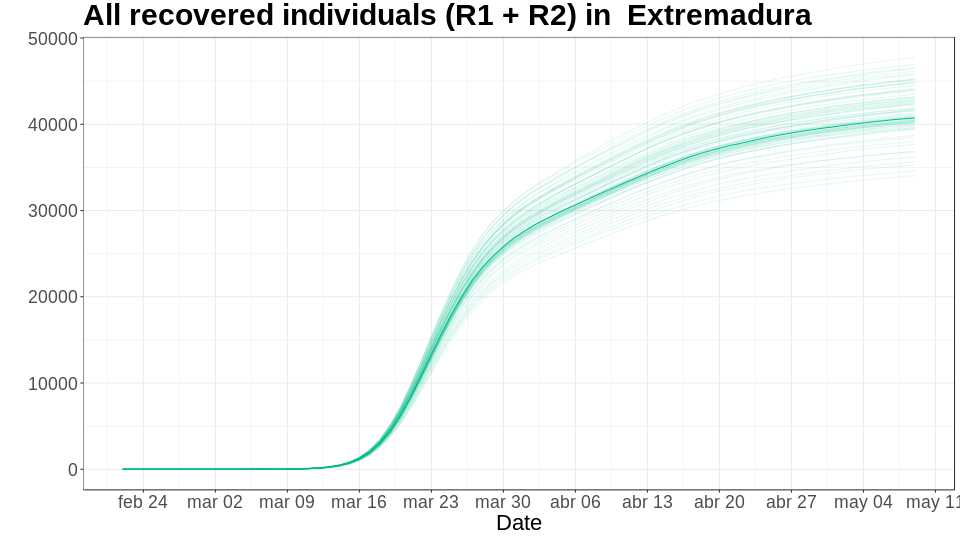 All recovered individuals (R1 + R2) in  Extremadura
50000
40000
30000
20000
10000
0
feb 24 mar 02 mar 09 mar 16 mar 23 mar 30 abr 06 abr 13 abr 20 abr 27 may 04 may 11
Date